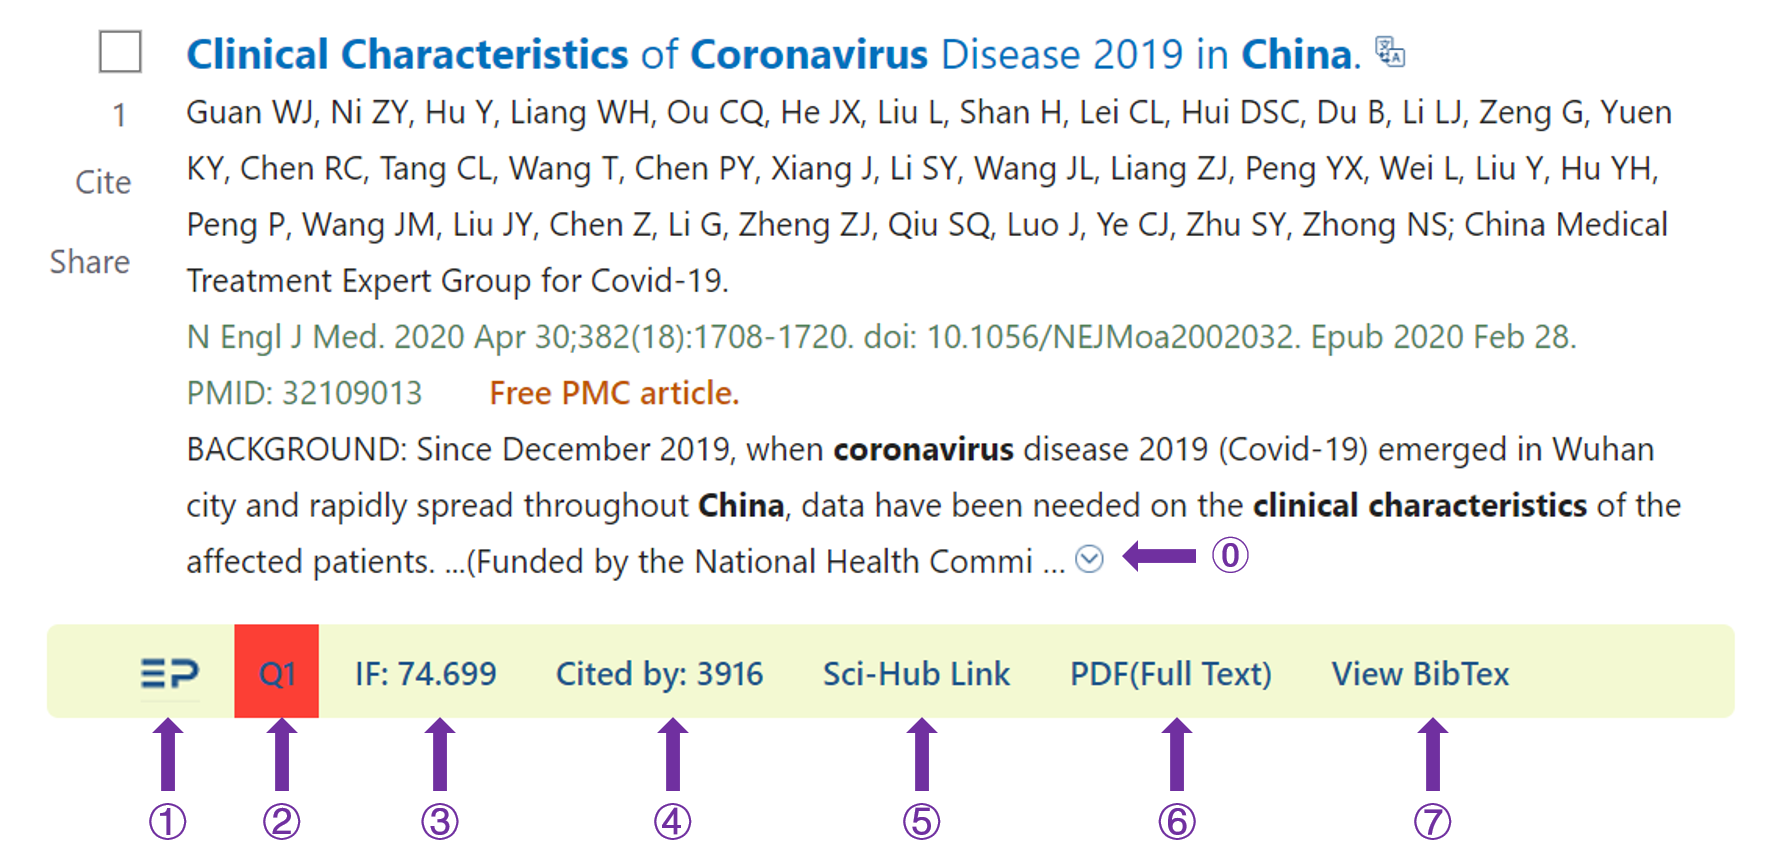 Clinical Characteristics of Coronavirus Disease 2019 in China.
1
Guan WJ, Ni ZY, Hu Y, Liang WH, Ou CQ, He JX, Liu L, Shan H, Lei CL, Hui DSC, Du B, Li LJ, Zeng G, Yuen
Cite
KY, Chen RC, Tang CL, Wang T, Chen PY, Xiang J, Li SY, Wang JL, Liang ZJ, Peng YX, Wei L, Liu Y, Hu YH,
Peng P, Wang JM, Liu JY, Chen Z, Li G, Zheng ZJ, Qiu SQ, Luo J, Ye CJ, Zhu SY, Zhong NS; China Medical
Share
Treatment Expert Group for Covid-19.
N Engl J Med. 2020 Apr 30;382(18):1708-1720. doi: 10.1056/NEJMoa2002032. Epub 2020 Feb 28.
PMID: 32109013 Free PMC article.
BACKGROUND: Since December 2019, when coronavirus disease 2019 (Covid-19) emerged in Wuhan
city and rapidly spread throughout China, data have been needed on the clinical characteristics of the
affected patients. ...(Funded by the National Health Commi ... ⓪
EP Q1 IF: 74.699 Cited by: 3916 Sci-Hub Link PDF(Full Text) View BibTex
① ② ③ ④ ⑤ ⑥ ⑦